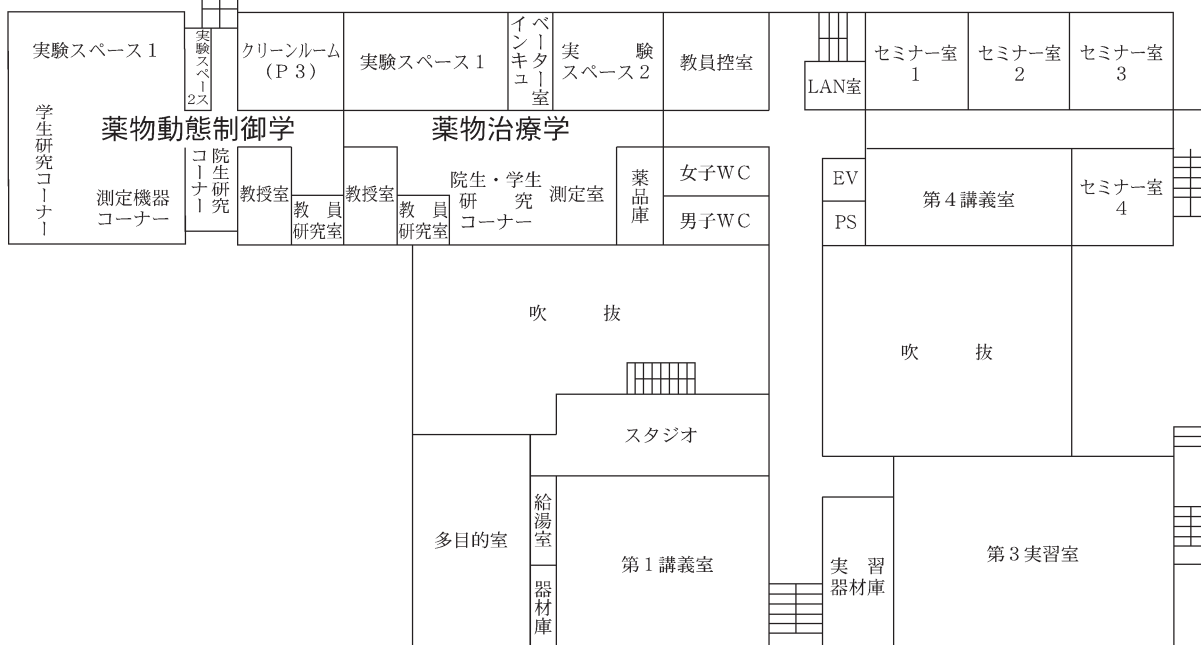 実験スペース１
実験スペース2
クリーンルーム
(Ｐ３)
実験スペース１
インキュ
ベーター室
実験
スペース２
教員控室
LAN室
セミナー室
１
セミナー室
２
セミナー室
３
薬物動態制御学
薬物治療学
学生研究コーナー
測定機器
コーナー
院生研究
コーナー
教授室
教員
研究室
教授室
教員
研究室
院生・学生
研究
コーナー
測定室
薬品庫
女子ＷＣ
男子ＷＣ
EV
PS
第４講義室
セミナー室
４
吹抜
吹抜
スタジオ
多目的室
給湯室
器材庫
第１講義室
実習
器材庫
第３実習室